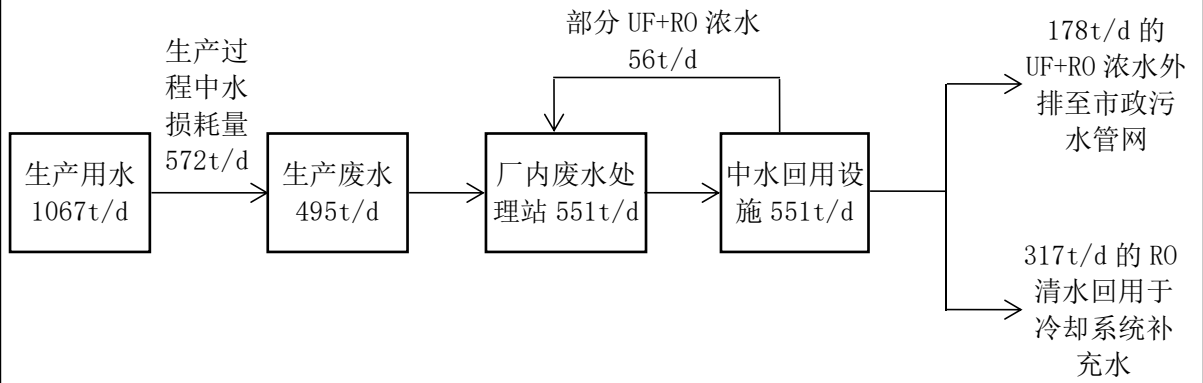 部分 UF+RO 浓水
56t/d
生产过
程中水
损耗量
572t/d
生产用水
1067t/d
生产废水
495t/d
厂内废水处
理站 551t/d
中水回用设
施 551t/d
178t/d 的
UF+RO 浓水外
排至市政污
水管网
317t/d 的 RO
清水回用于
冷却系统补
充水